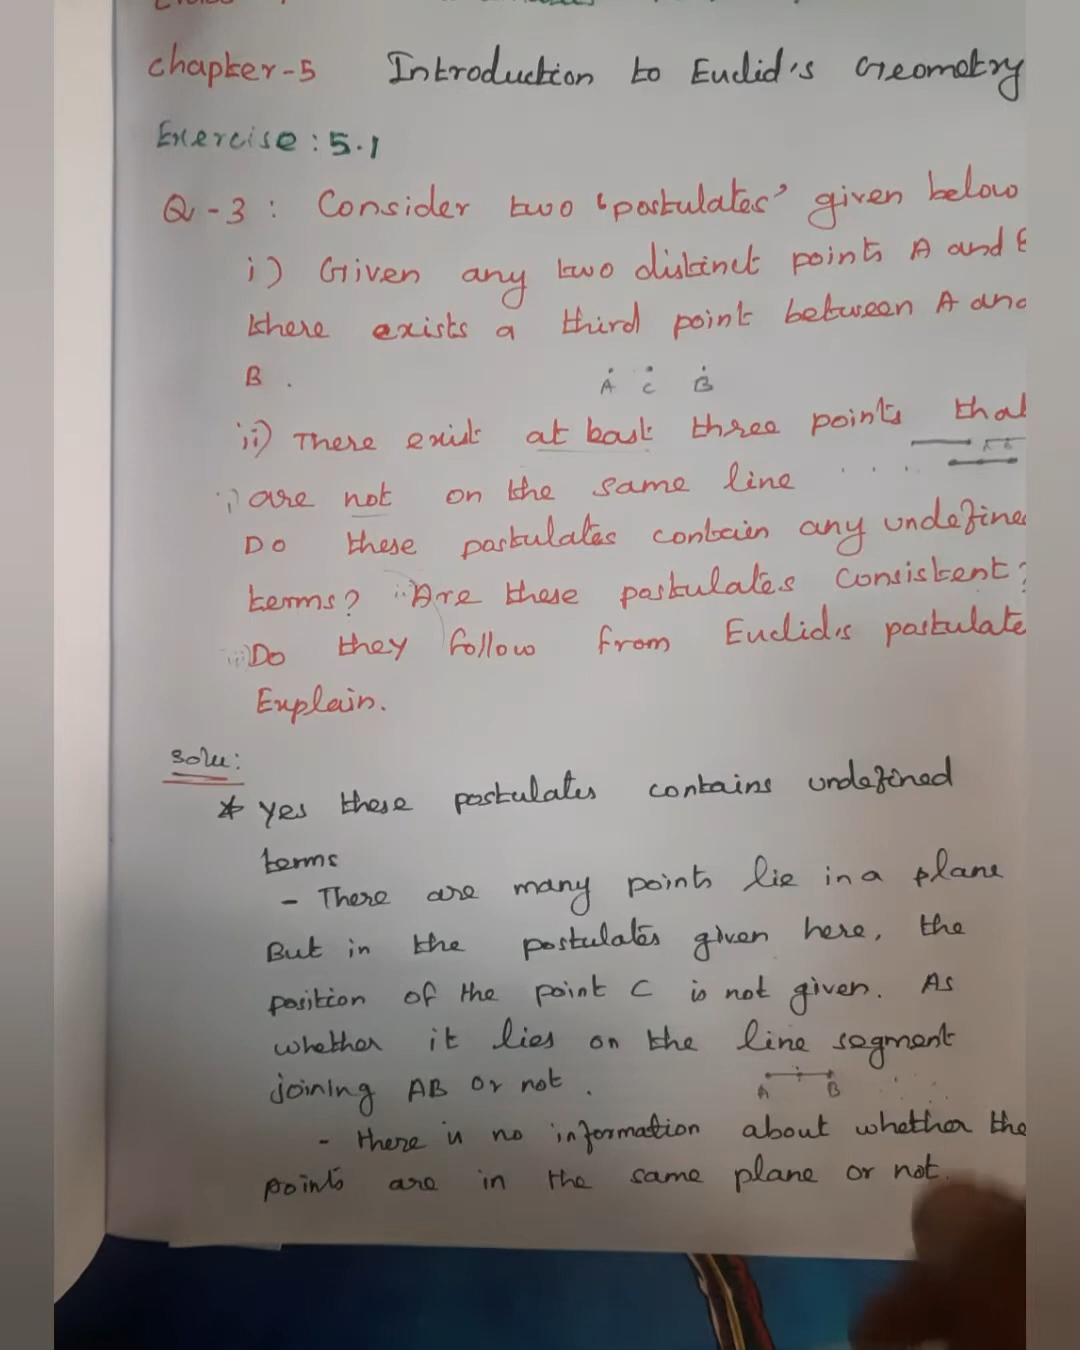 chapter-5 Introduction to Euclid's Geometry
Exercise : 5.1
Q-3 : Consider two 'postulates' given below
i) Given any two distinct points A and
there exists a third point between A and
B .
A C B
ii) There exist at least three points that
i) are not on the same line
Do these postulates contain any undefined
terms? ii Are these postulates Consistent?
iii Do they follow from Euclid's postulate
Explain.
Solu:
* Yes these postulates contains undefined
terms
- There are many points lie in a plane
But in the postulates given here, the
position of the point C is not given. As
whether it lies on the line segment
joining AB or not .
A B
- there is no information about whether the
points are in the same plane or not.